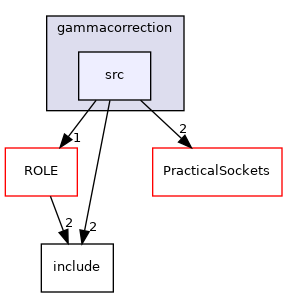 gammacorrection
src
1
2
ROLE
PracticalSockets
2
2
include